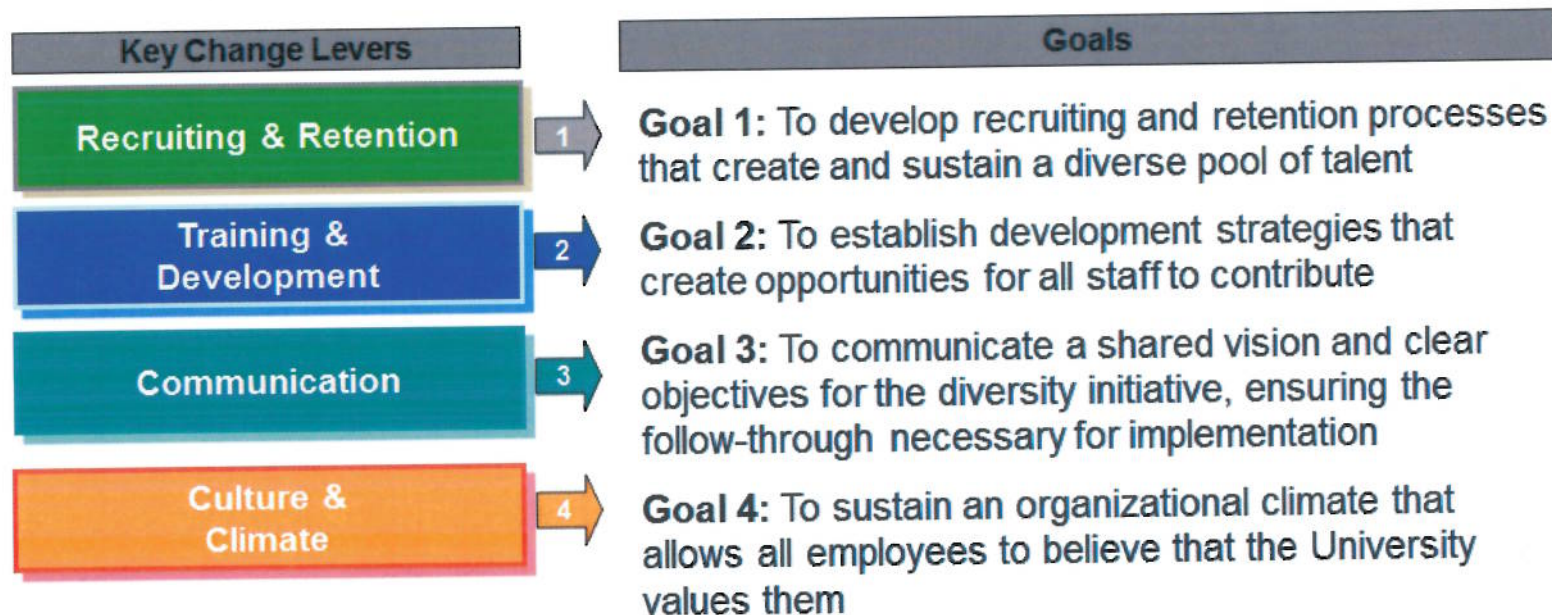 Key Change Levers
Goals
Recruiting & Retention
1
Goal 1: To develop recruiting and retention processes
that create and sustain a diverse pool of talent
Training &
Development
2
Goal 2: To establish development strategies that
create opportunities for all staff to contribute
Communication
3
Goal 3: To communicate a shared vision and clear
objectives for the diversity initiative, ensuring the
follow-through necessary for implementation
Culture &
Climate
4
Goal 4: To sustain an organizational climate that
allows all employees to believe that the University
values them